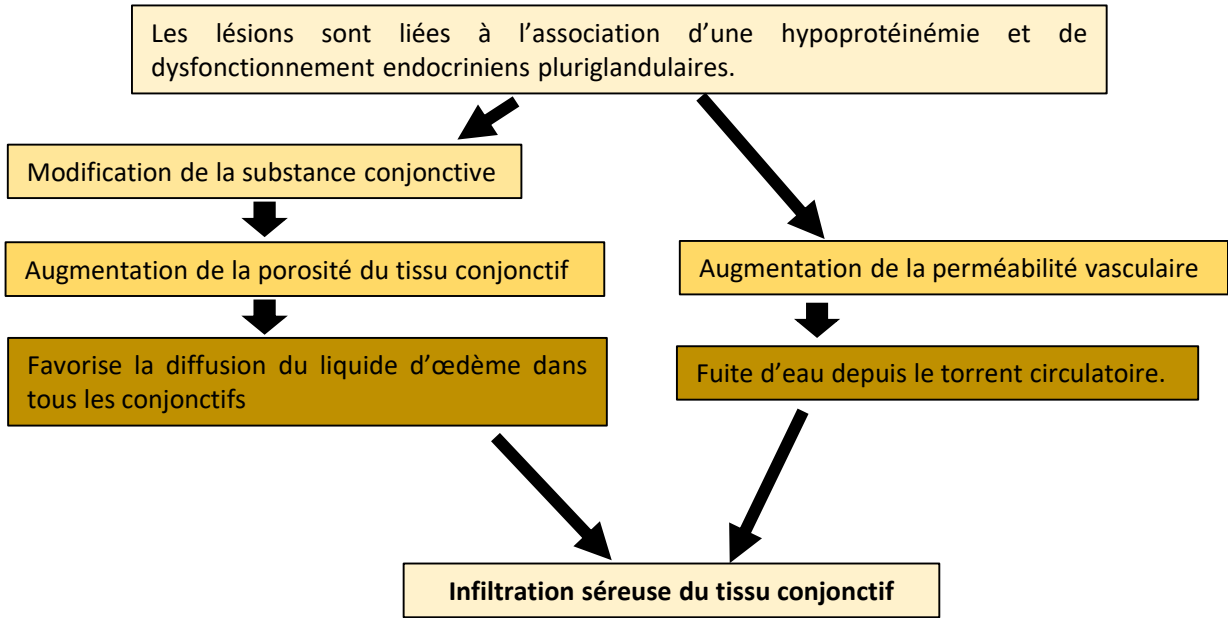 Les lésions sont liées à l’association d’une hypoprotéinémie et de
dysfonctionnement endocriniens pluriglandulaires.
Modification de la substance conjonctive
Augmentation de la porosité du tissu conjonctif
Augmentation de la perméabilité vasculaire
Favorise la diffusion du liquide d’œdème dans
tous les conjonctifs
Fuite d’eau depuis le torrent circulatoire.
Infiltration séreuse du tissu conjonctif